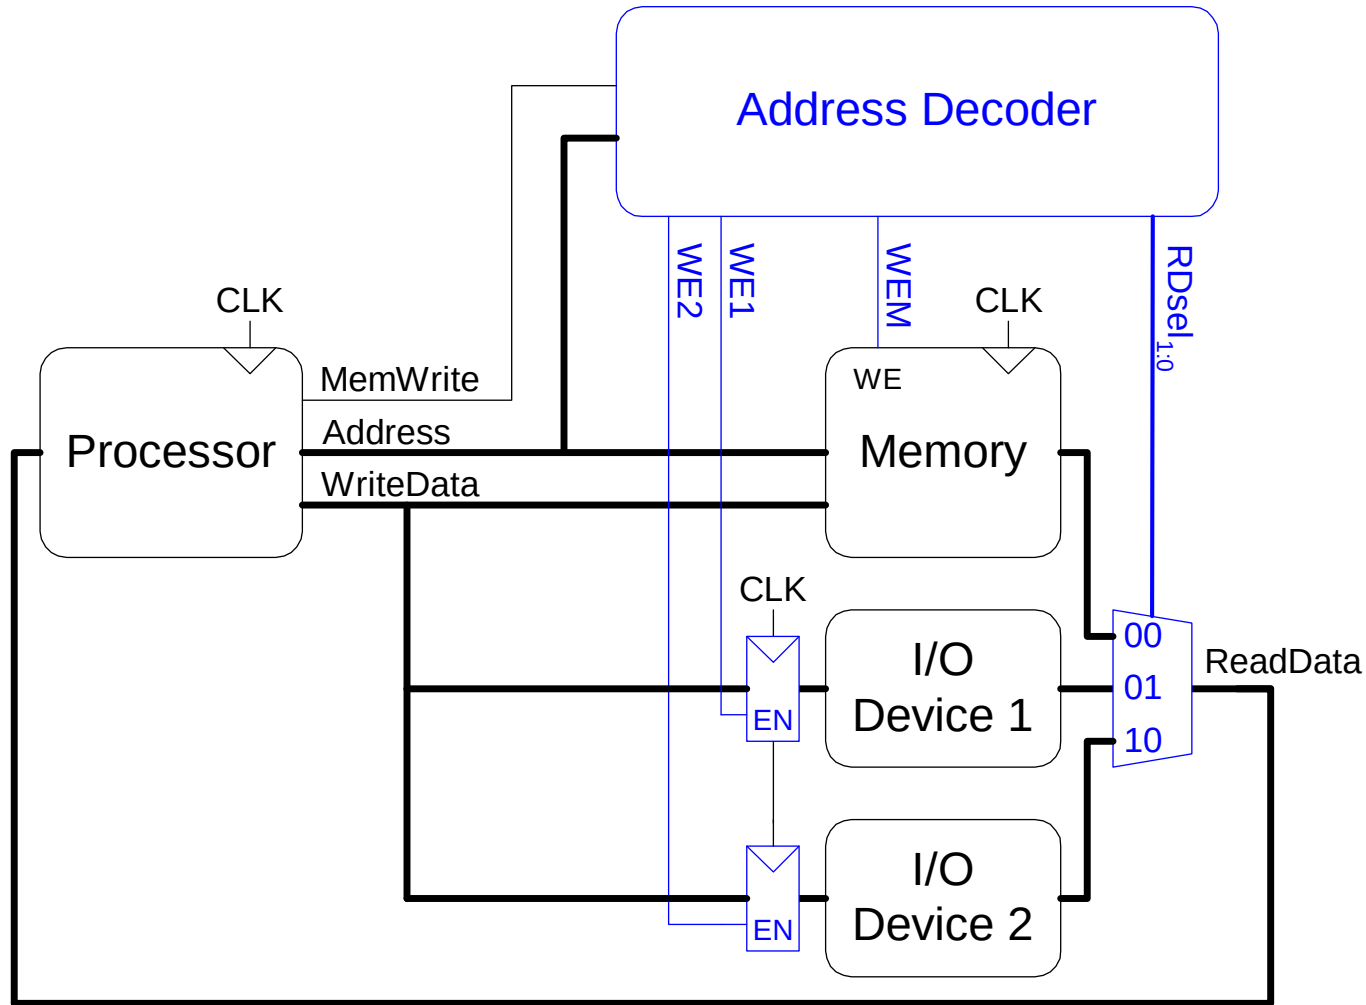 Address Decoder
WE2
WE1
WEM
RDsel1:0
CLK
CLK
MemWrite
Address
WriteData
Processor
WE
Memory
CLK
EN
I/O
Device 1
00
01
10
ReadData
EN
I/O
Device 2